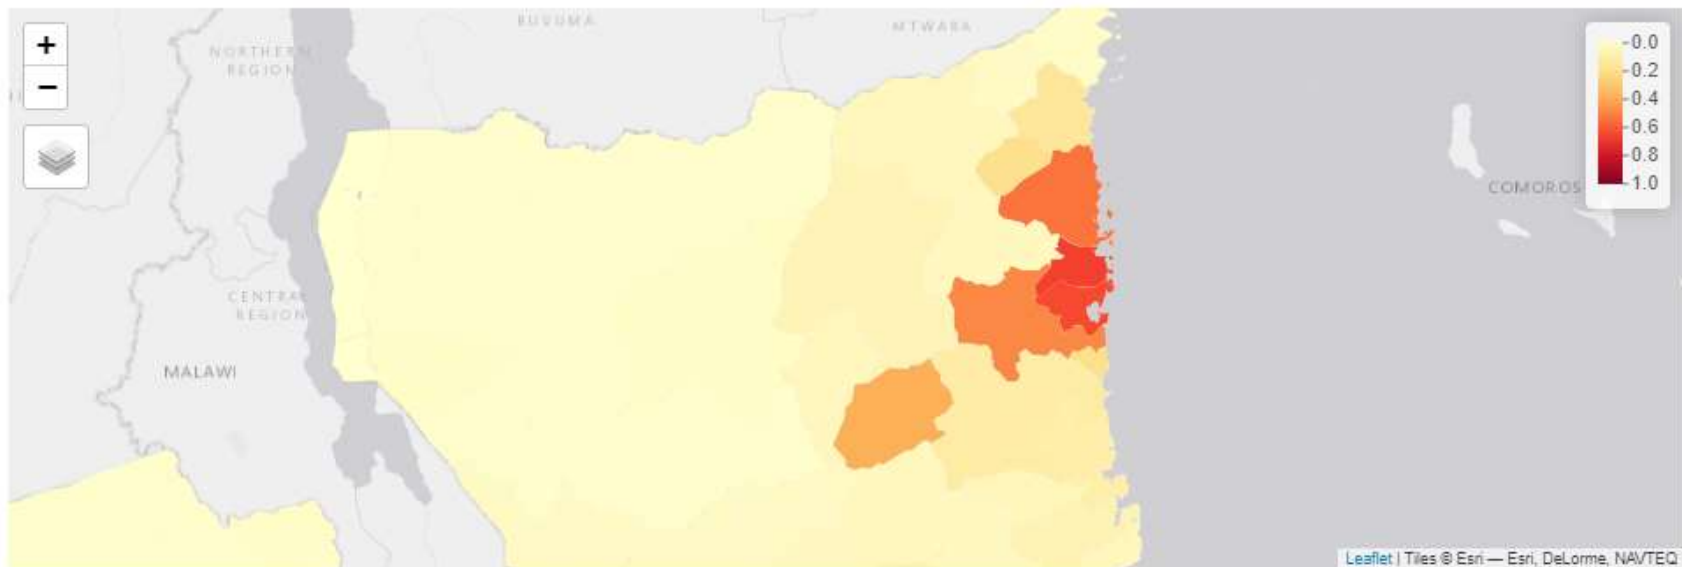 +
−
RUVUMA
MTWARA
NORTHERN
REGION
0.0
0.2
0.4
0.6
0.8
1.0
COMOROS
CENTRAL
REGION
MALAWI
Leaflet | Tiles © Esri — Esri, DeLorme, NAVTEQ